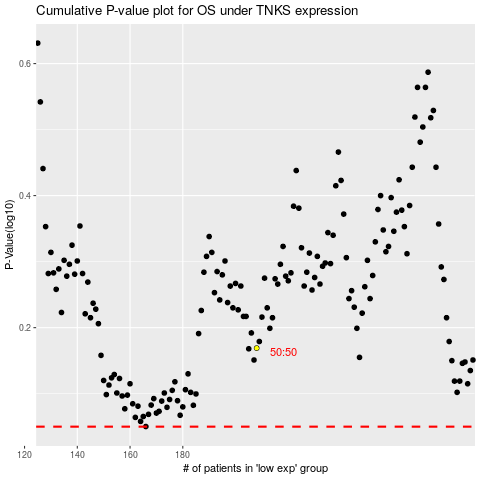 Cumulative P-value plot for OS under TNKS expression
P-Value(log10)
0.6
0.4
0.2
50:50
120 140 160 180
# of patients in 'low exp' group